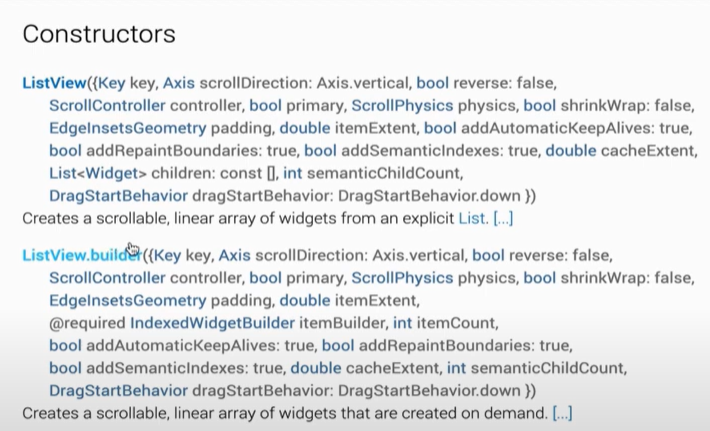 Constructors
ListView({Key key, Axis scrollDirection: Axis.vertical, bool reverse: false,
ScrollController controller, bool primary, ScrollPhysics physics, bool shrinkWrap: false,
EdgeInsetsGeometry padding, double itemExtent, bool addAutomaticKeepAlives: true,
bool addRepaintBoundaries: true, bool addSemanticIndexes: true, double cacheExtent,
List<Widget> children: const [], int semanticChildCount,
DragStartBehavior dragStartBehavior: DragStartBehavior.down })
Creates a scrollable, linear array of widgets from an explicit List. [...]
ListView.builder({Key key, Axis scrollDirection: Axis.vertical, bool reverse: false,
ScrollController controller, bool primary, ScrollPhysics physics, bool shrinkWrap: false,
EdgeInsetsGeometry padding, double itemExtent,
@required IndexedWidgetBuilder itemBuilder, int itemCount,
bool addAutomaticKeepAlives: true, bool addRepaintBoundaries: true,
bool addSemanticIndexes: true, double cacheExtent, int semanticChildCount,
DragStartBehavior dragStartBehavior: DragStartBehavior.down })
Creates a scrollable, linear array of widgets that are created on demand. [...]